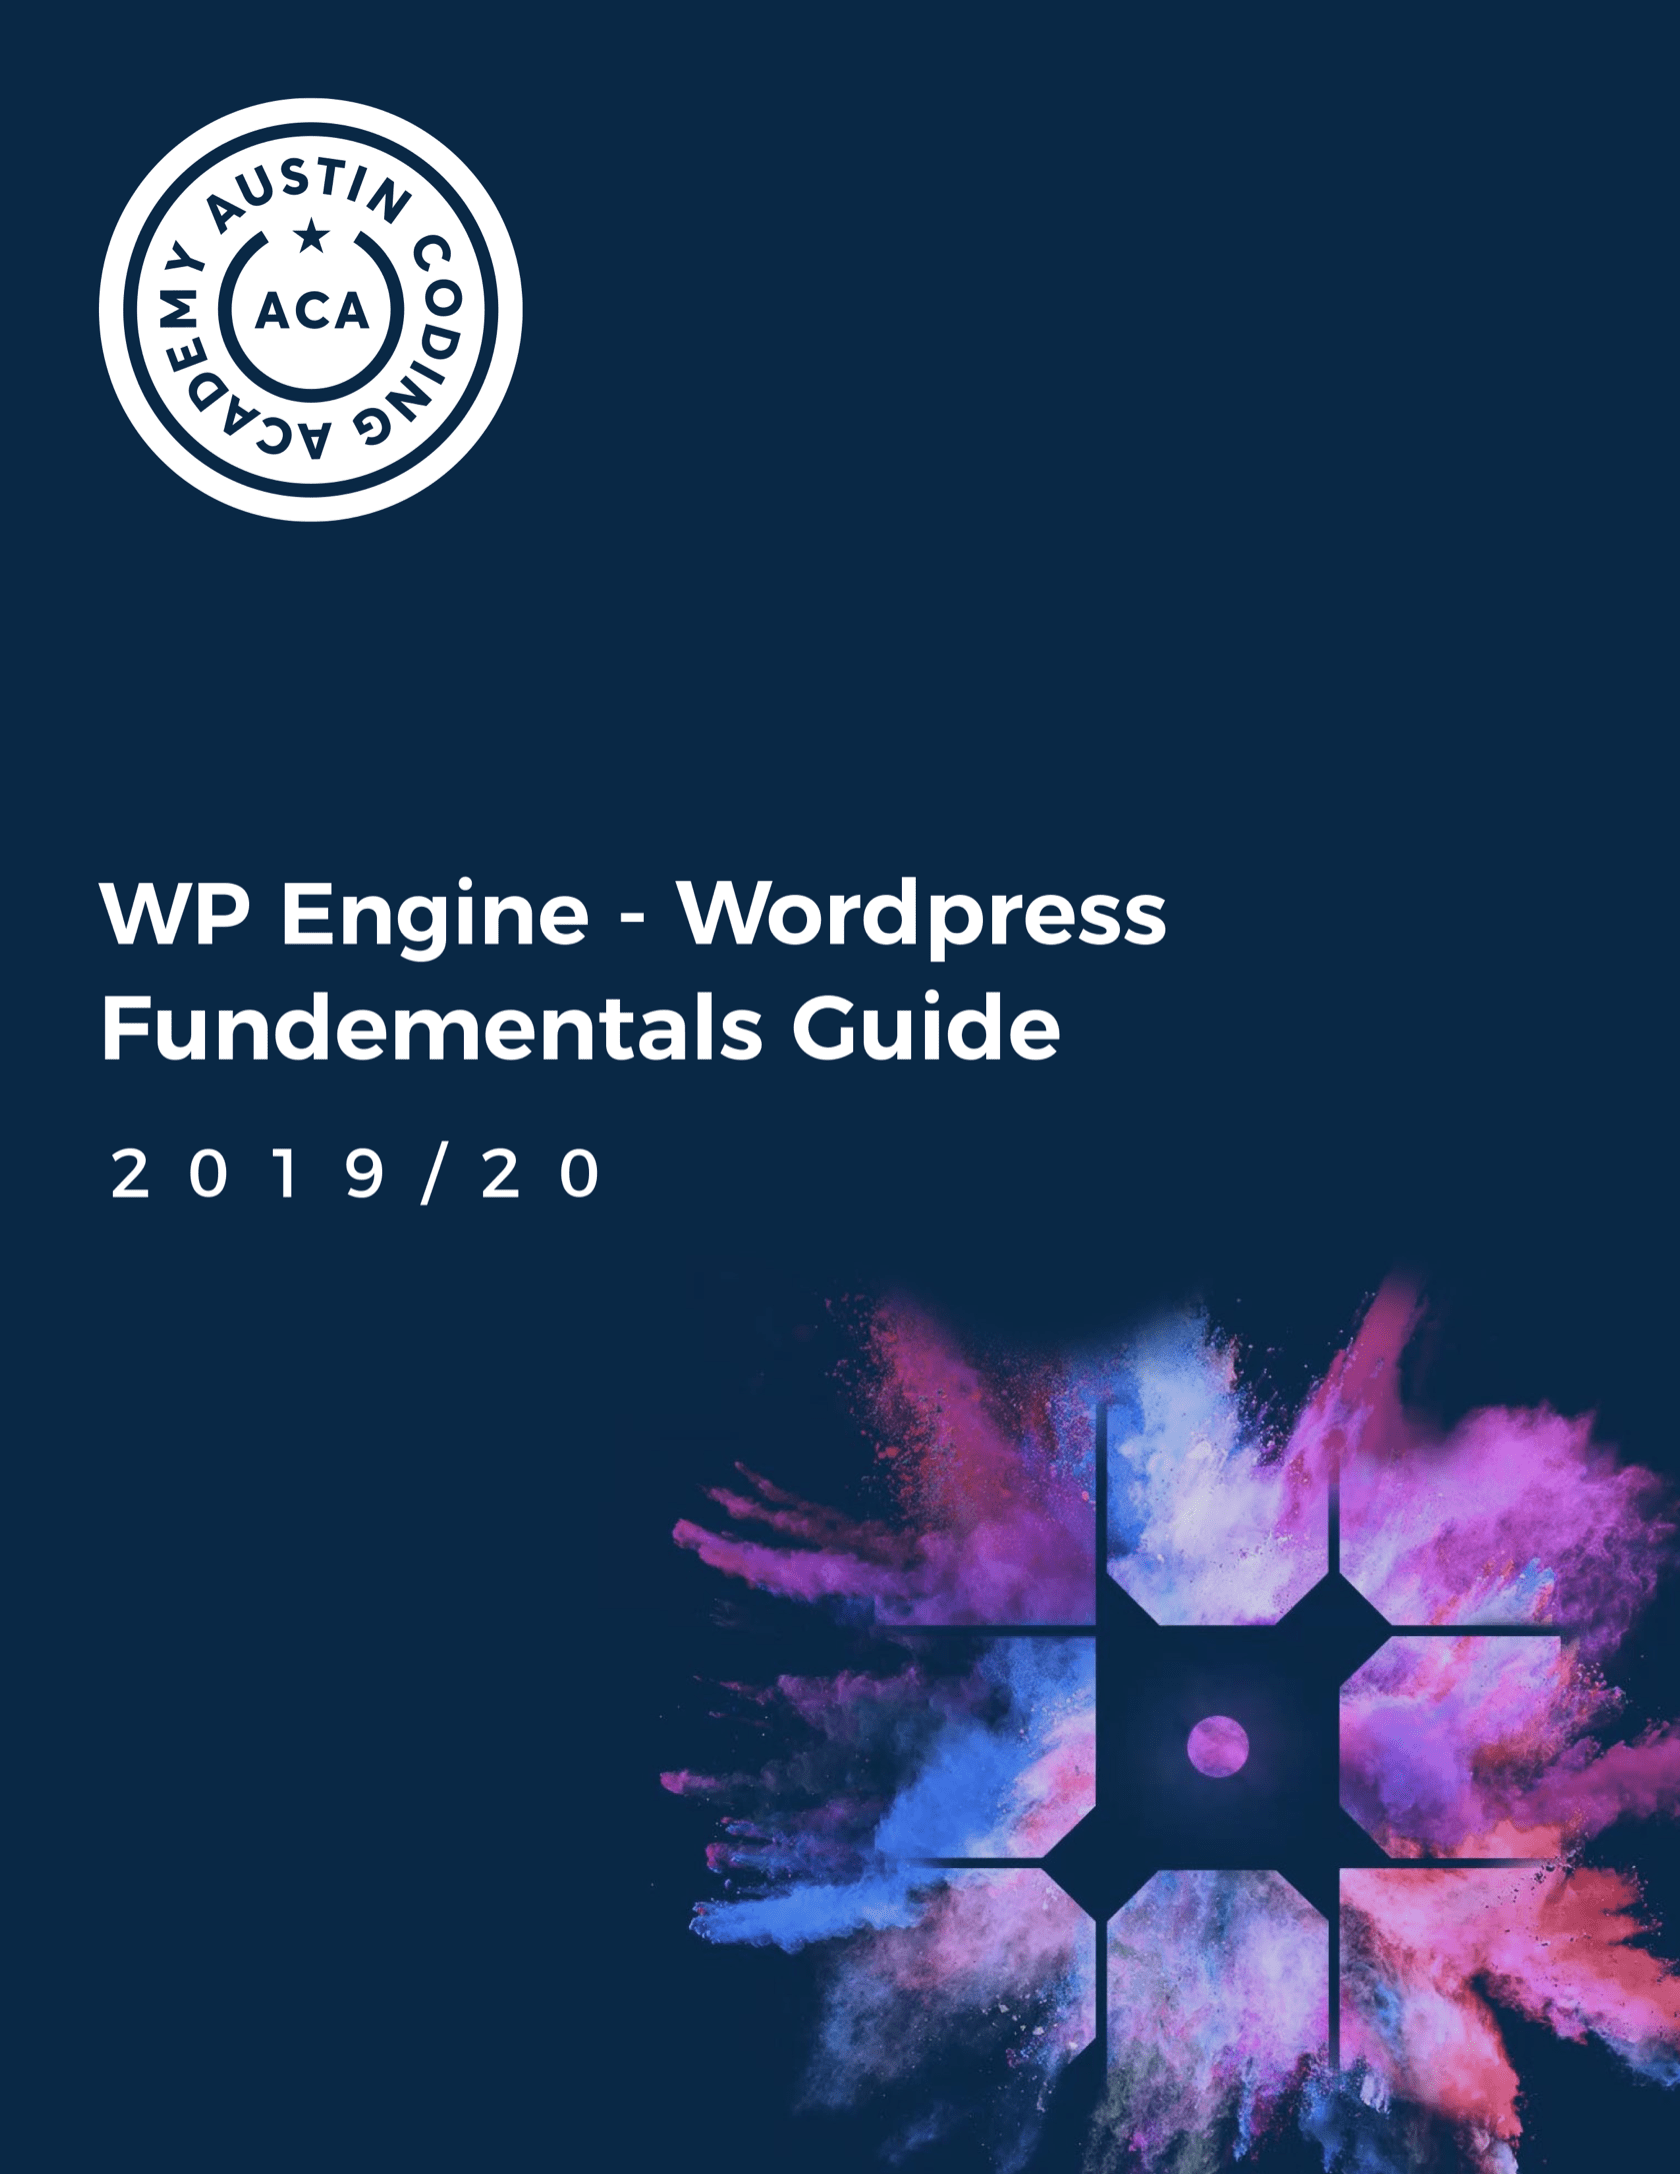 AUSTIN CODING ACADEMY
ACA
WP Engine - Wordpress
Fundementals Guide
2019/20